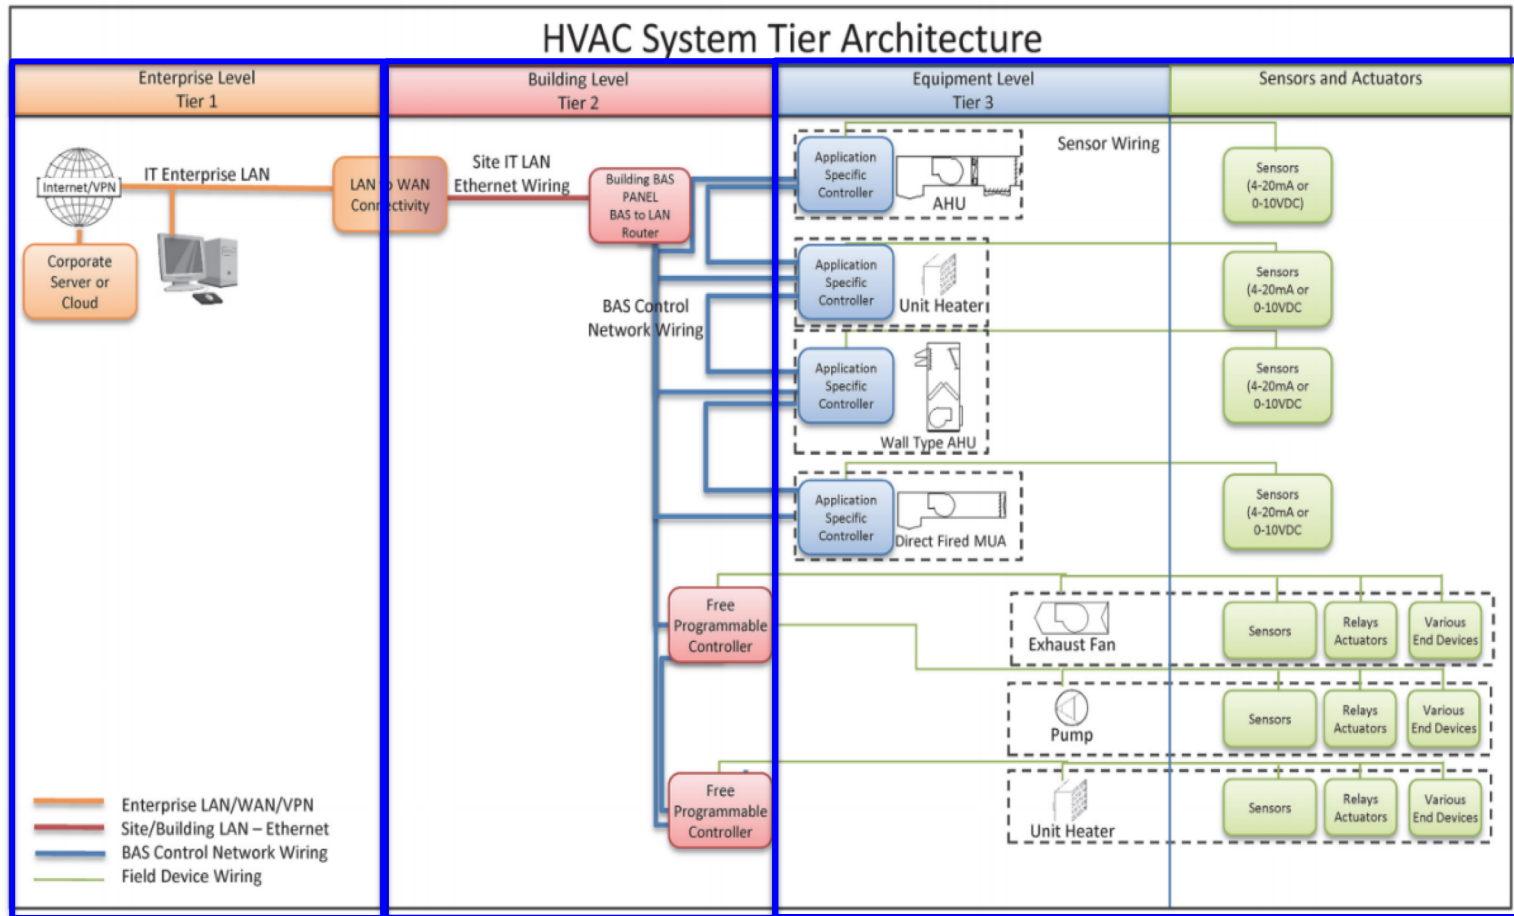 HVAC System Tier Architecture
Enterprise Level
Tier 1
Building Level
Tier 2
Equipment Level
Tier 3
Sensors and Actuators
Internet/VPN
IT Enterprise LAN
Corporate
Server or
Cloud
LAN to WAN
Connectivity
Site IT LAN
Ethernet Wiring
Building BAS
PANEL
BAS to LAN
Router
BAS Control
Network Wiring
Application
Specific
Controller
AHU
Sensor Wiring
Sensors
(4-20mA or
0-10VDC)
Application
Specific
Controller
Unit Heater
Sensors
(4-20mA or
0-10VDC
Application
Specific
Controller
Wall Type AHU
Sensors
(4-20mA or
0-10VDC
Application
Specific
Controller
Direct Fired MUA
Sensors
(4-20mA or
0-10VDC
Free
Programmable
Controller
Exhaust Fan
Sensors
Relays
Actuators
Various
End Devices
Pump
Sensors
Relays
Actuators
Various
End Devices
Free
Programmable
Controller
Unit Heater
Sensors
Relays
Actuators
Various
End Devices
Enterprise LAN/WAN/VPN
Site/Building LAN – Ethernet
BAS Control Network Wiring
Field Device Wiring